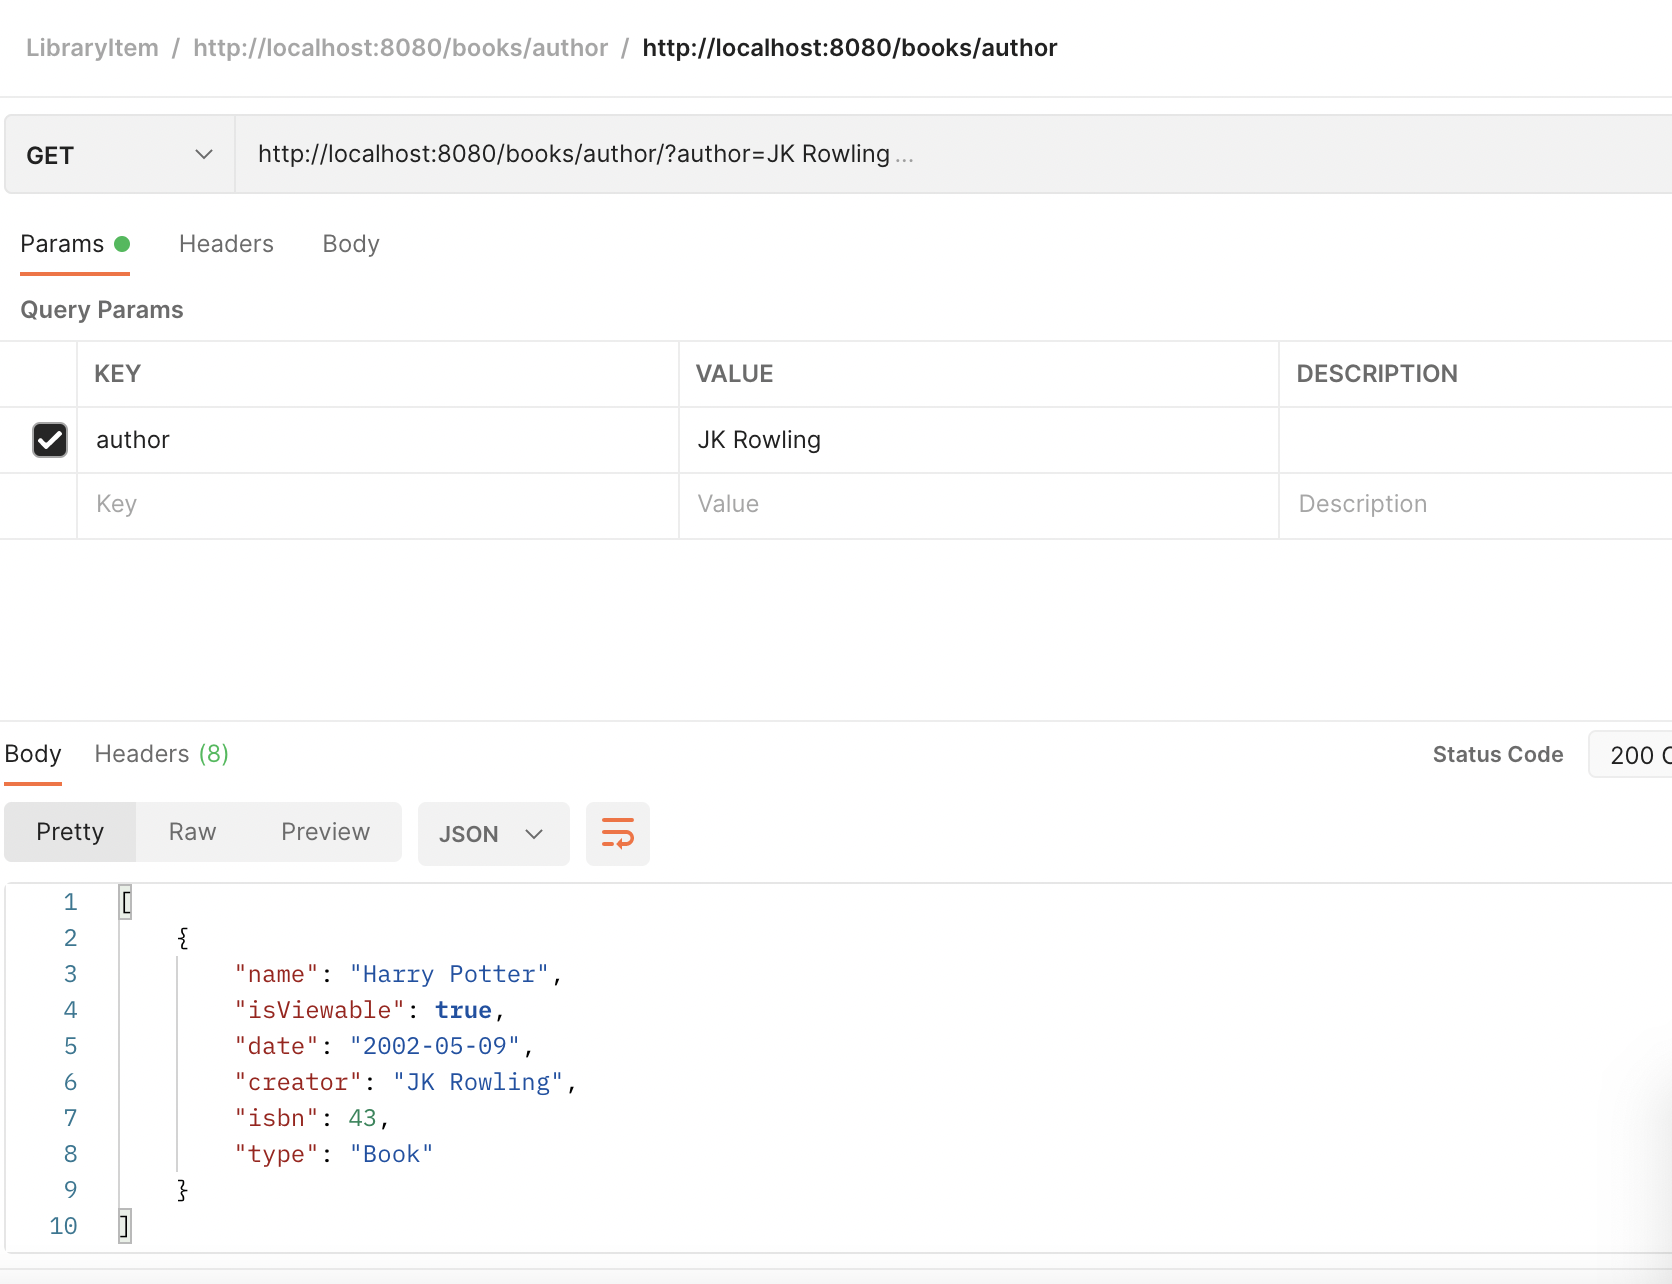 LibraryItem / http://localhost:8080/books/author / http://localhost:8080/books/author
GET http://localhost:8080/books/author/?author=JK Rowling ...
Params Headers Body
Query Params
KEY VALUE DESCRIPTION
author JK Rowling
Key Value Description
Body Headers (8) Status Code 200
Pretty Raw Preview JSON
1 [
2 {
3 "name": "Harry Potter",
4 "isViewable": true,
5 "date": "2002-05-09",
6 "creator": "JK Rowling",
7 "isbn": 43,
8 "type": "Book"
9 }
10 ]